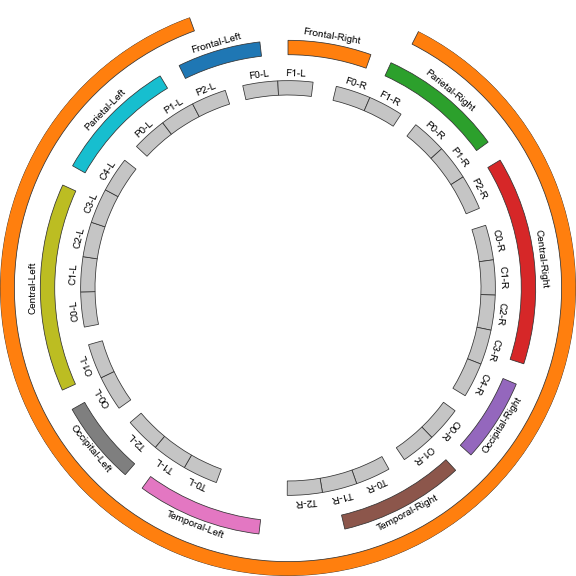 Frontal-Right
Parietal-Right
Central-Right
Occipital-Right
Temporal-Right
Temporal-Left
Occipital-Left
Central-Left
Parietal-Left
Frontal-Left
F0-L
F1-L
F0-R
F1-R
P0-R
P1-R
P2-R
C0-R
C1-R
C2-R
C3-R
C4-R
O0-R
O1-R
T0-R
T1-R
T2-R
T0-L
T1-L
T2-L
O0-L
O1-L
C0-L
C1-L
C2-L
C3-L
C4-L
P0-L
P1-L
P2-L